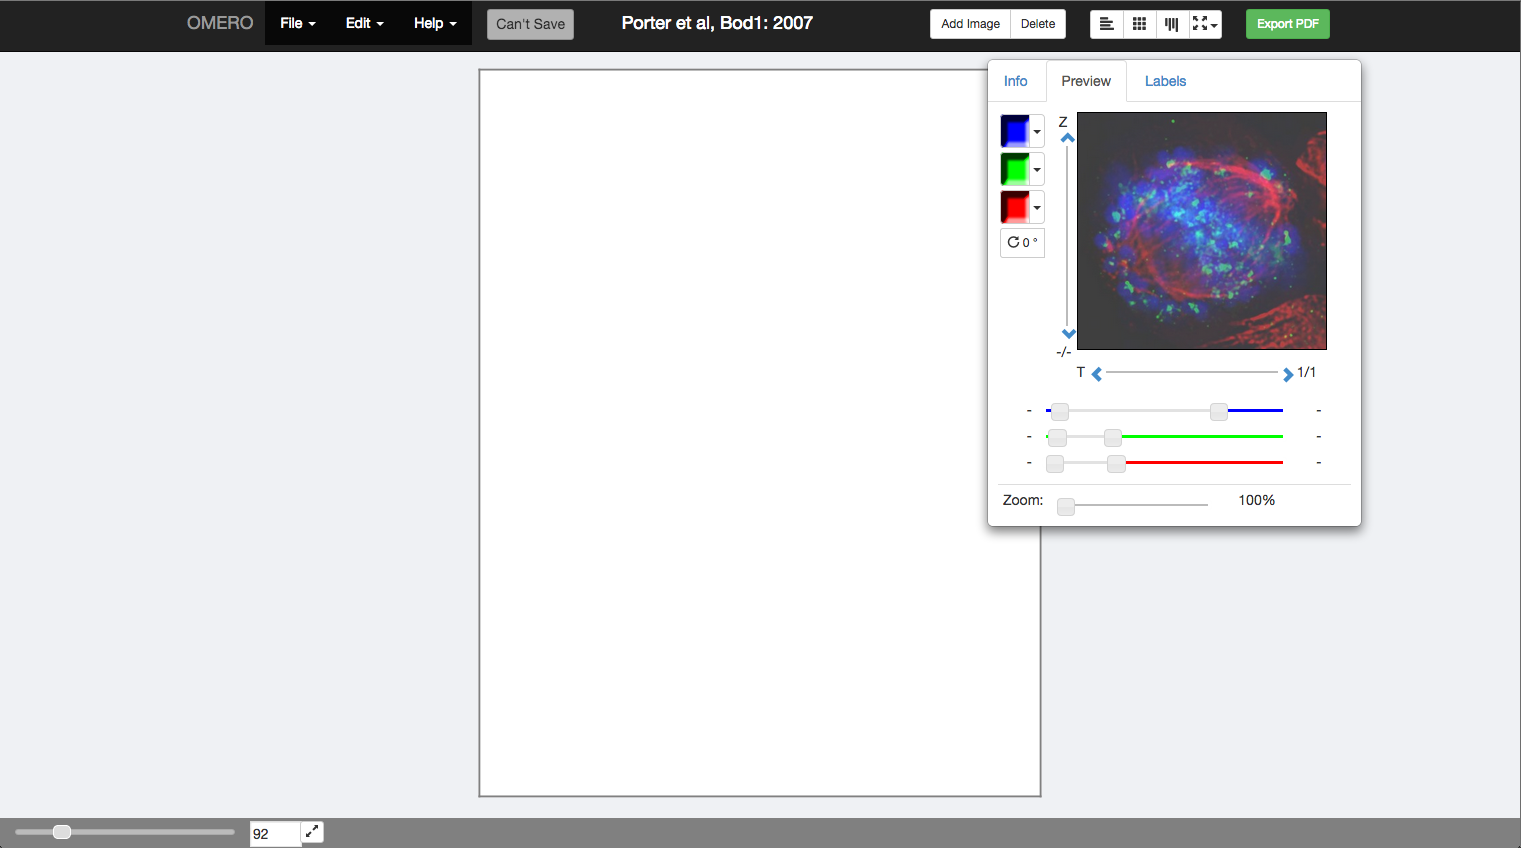 OMERO File Edit Help Can't Save Porter et al, Bod1: 2007 Add Image Delete Export PDF
Info Preview Labels
Z
0 °
-/-
T 1/1
- -
- -
- -
Zoom: 100%
92